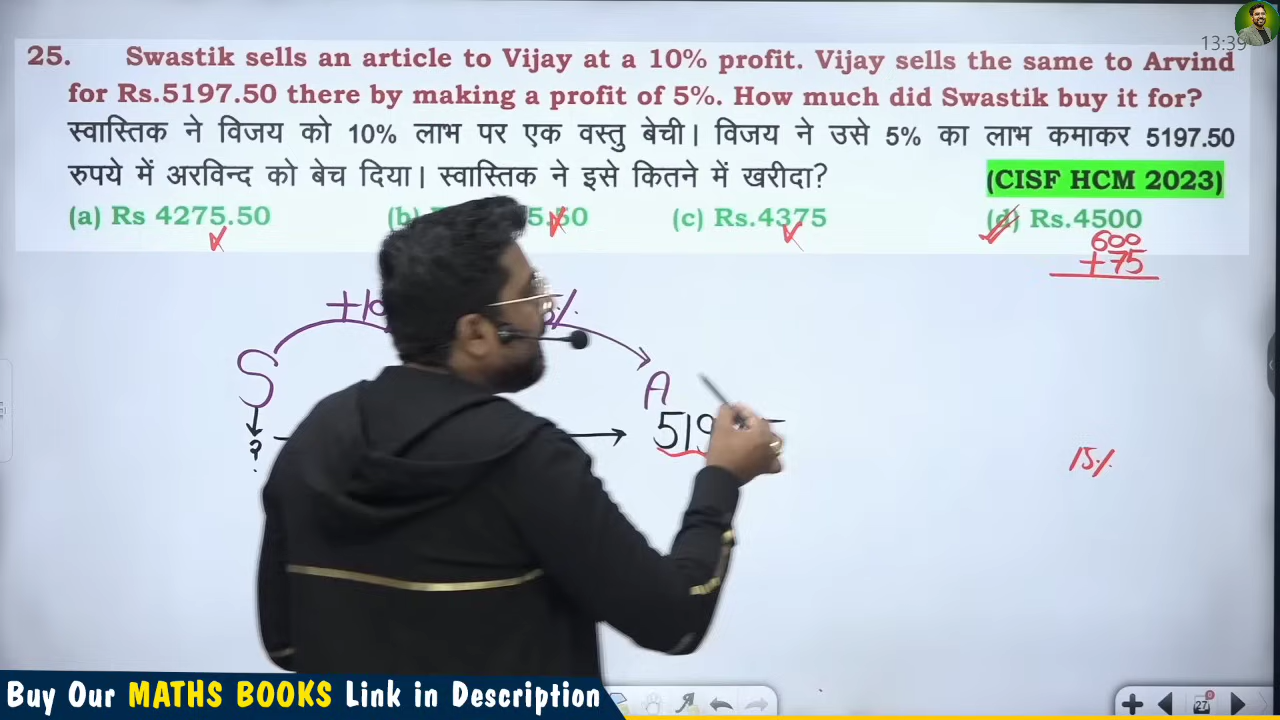 13:39
25. Swastik sells an article to Vijay at a 10% profit. Vijay sells the same to Arvind
for Rs.5197.50 there by making a profit of 5%. How much did Swastik buy it for?
स्वास्तिक ने विजय को 10% लाभ पर एक वस्तु बेची। विजय ने उसे 5% का लाभ कमाकर 5197.50
रुपये में अरविन्द को बेच दिया। स्वास्तिक ने इसे कितने में खरीदा?
(CISF HCM 2023)
(a) Rs 4275.50 (b) (c) Rs.4375 (d) Rs.4500
600
+75
S
A
?
519
15%
Buy Our MATHS BOOKS Link in Description
27